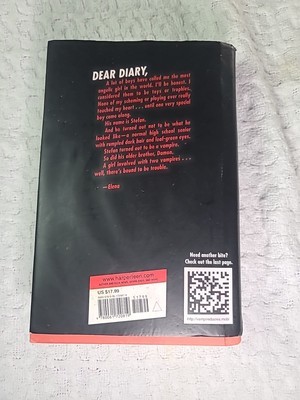 DEAR DIARY,
A lot of boys have called me the most
angelic girl in the world. I'll be honest. I
considered them to be toys or trophies.
None of my scheming or playing ever really
touched my heart . . . until one very special
boy came along.
His name is Stefan.
And he turned out not to be what he
looked like—a normal high school senior
with rumpled dark hair and leaf-green eyes.
Stefan turned out to be a vampire.
So did his older brother, Damon.
A girl involved with two vampires . . .
well, there's bound to be trouble.
—Elena
Need another bite?
Check out the last page.
www.harperteen.com
US $17.99